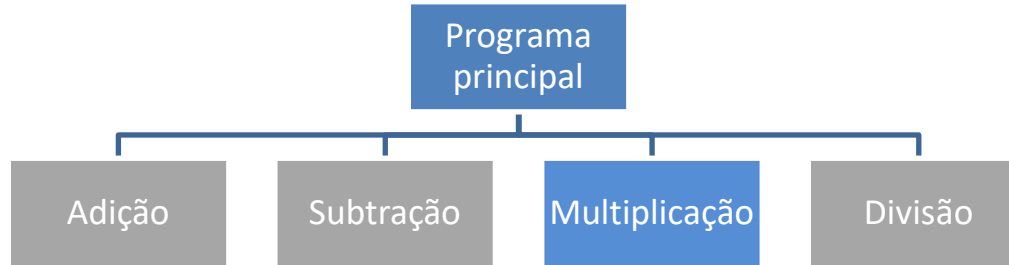 Programa
principal
Adição
Subtração
Multiplicação
Divisão